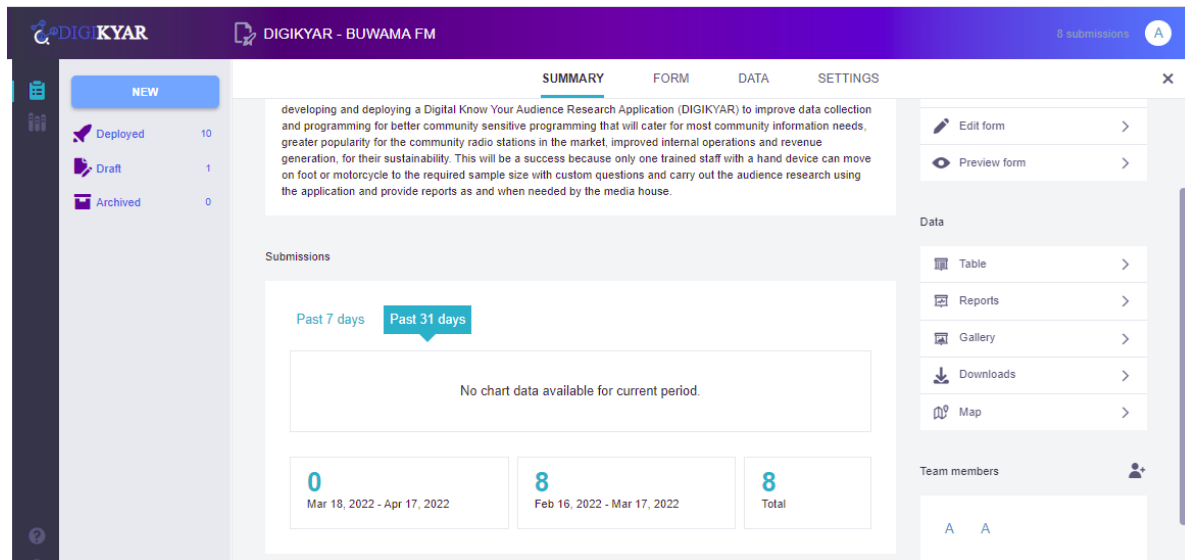 DIGIKYAR
DIGIKYAR - BUWAMA FM
8 submissions
A
NEW
Deployed 10
Draft 1
Archived 0
SUMMARY FORM DATA SETTINGS
developing and deploying a Digital Know Your Audience Research Application (DIGIKYAR) to improve data collection
and programming for better community sensitive programming that will cater for most community information needs,
greater popularity for the community radio stations in the market, improved internal operations and revenue
generation, for their sustainability. This will be a success because only one trained staff with a hand device can move
on foot or motorcycle to the required sample size with custom questions and carry out the audience research using
the application and provide reports as and when needed by the media house.
Submissions
Past 7 days Past 31 days
No chart data available for current period.
0
Mar 18, 2022 - Apr 17, 2022
8
Feb 16, 2022 - Mar 17, 2022
8
Total
Edit form
Preview form
Data
Table
Reports
Gallery
Downloads
Map
Team members
A A